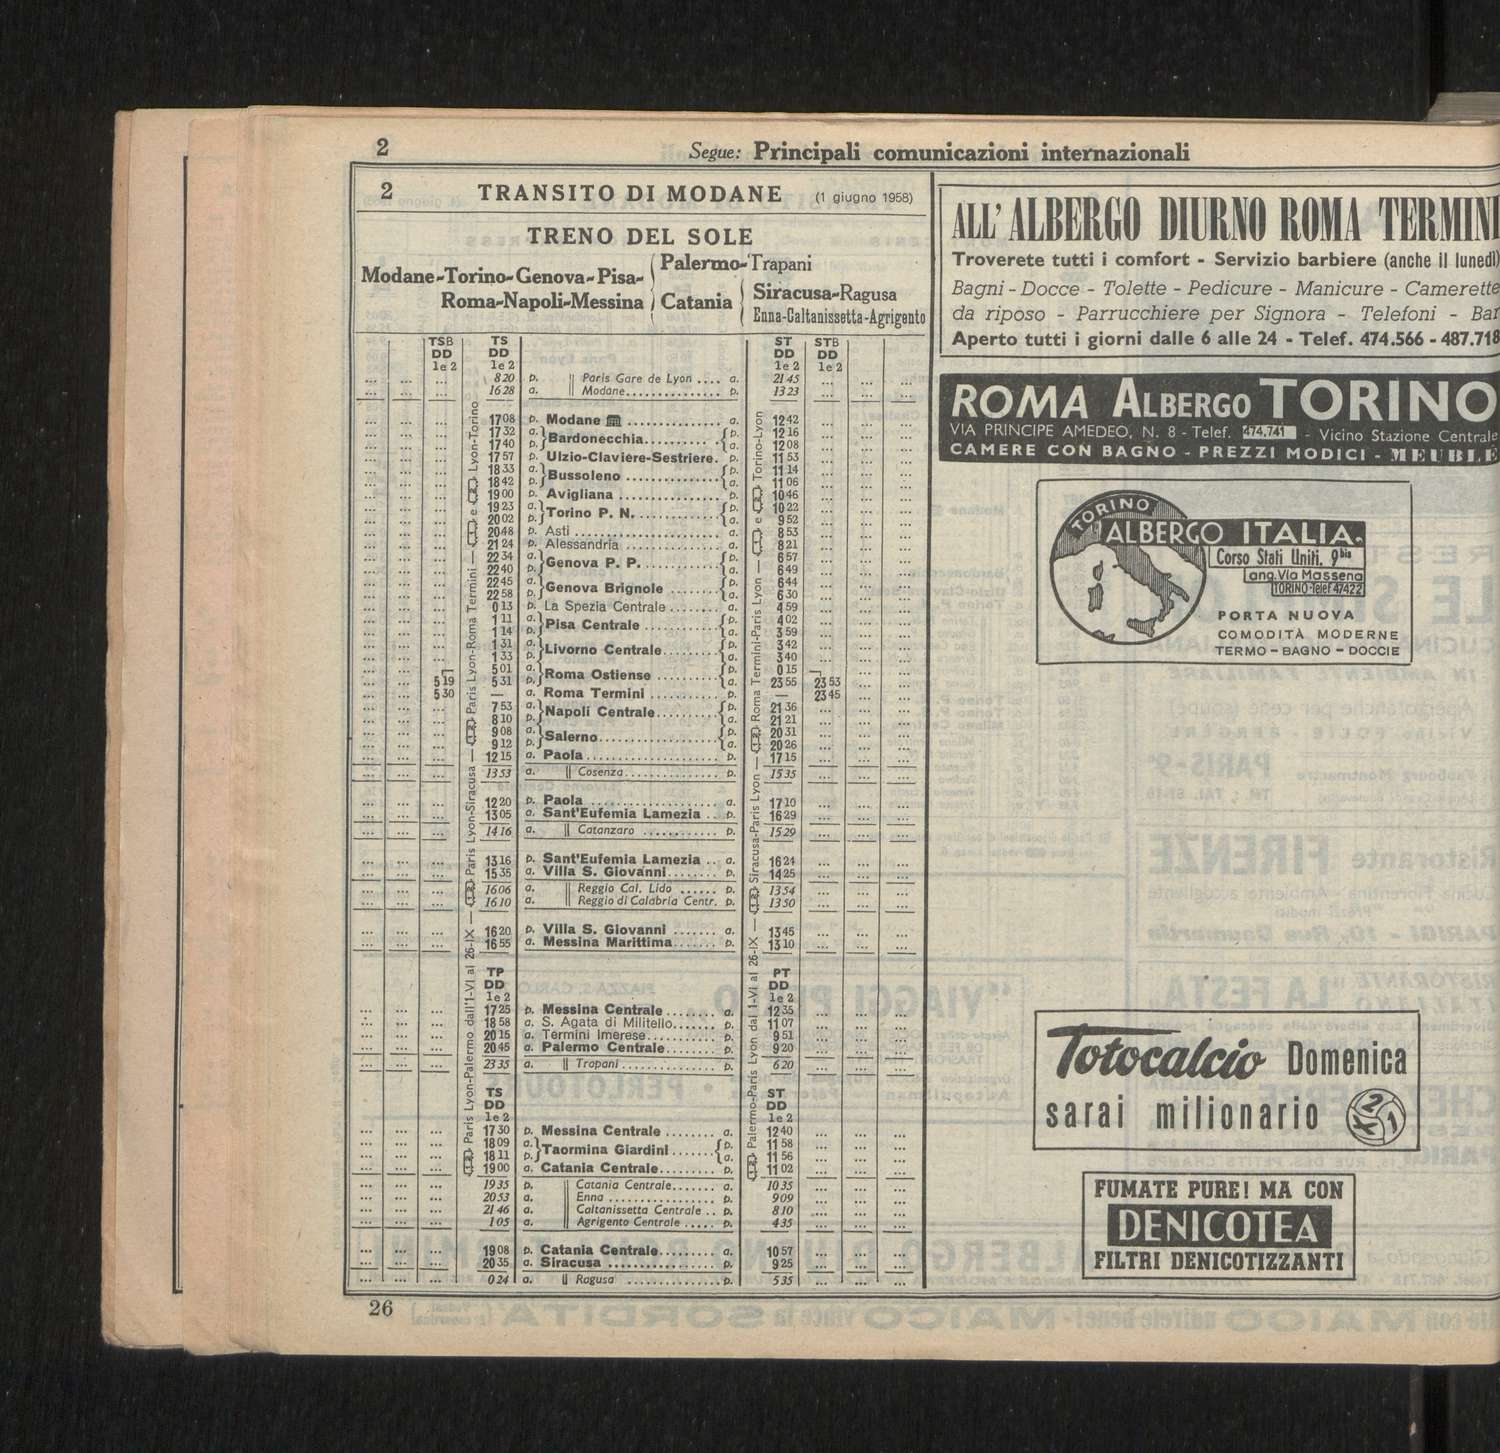 2
Segue: Principali comunicazioni internazionali
2 TRANSITO DI MODANE (1 giugno 1958)
TRENO DEL SOLE
Modane-Torino-Genova-Pisa-
Roma-Napoli-Messina
Palermo-Trapani
Catania
Siracusa-Ragusa
Enna-Caltanissetta-Agrigento
TSB TS ST STB
DD DD DD DD
1e2 1e2 1e2 1e2
... ... ... 8 20 p. || Paris Gare de Lyon .... a. 21 45 ... ... ...
... ... ... 16 28 a. || Modane............... p. 13 23 ... ... ...
... ... ... 17 08 p. Modane ............... a. 12 42 ... ... ...
... ... ... 17 32 a. } Bardonecchia.......... { p. 12 16 ... ... ...
... ... ... 17 40 p. a. 12 08 ... ... ...
... ... ... 17 57 p. Ulzio-Claviere-Sestriere. p. 11 53 ... ... ...
... ... ... 18 33 a. } Bussoleno ............. { p. 11 14 ... ... ...
... ... ... 18 42 p. a. 11 06 ... ... ...
... ... ... 19 00 p. Avigliana ............... p. 10 46 ... ... ...
... ... ... 19 23 a. } Torino P. N............. { p. 10 22 ... ... ...
... ... ... 20 02 p. a. 9 52 ... ... ...
... ... ... 20 48 p. Asti ...................... a. 8 53 ... ... ...
... ... ... 21 24 p. Alessandria .............. a. 8 21 ... ... ...
... ... ... 22 34 a. } Genova P. P. ........... { p. 6 57 ... ... ...
... ... ... 22 40 p. a. 6 49 ... ... ...
... ... ... 22 45 a. } Genova Brignole ........ { p. 6 44 ... ... ...
... ... ... 22 58 p. a. 6 30 ... ... ...
... ... ... 0 13 p. La Spezia Centrale ........ a. 4 59 ... ... ...
... ... ... 1 11 a. } Pisa Centrale ........... { p. 4 02 ... ... ...
... ... ... 1 14 p. a. 3 59 ... ... ...
... ... ... 1 31 a. } Livorno Centrale......... { p. 3 42 ... ... ...
... ... ... 1 33 p. a. 3 40 ... ... ...
... ... 5 01 a. } Roma Ostiense .......... { p. 0 15 ... ...
... ... 5 19 5 31 p. a. 23 55 23 53 ... ...
... ... 5 30 — a. Roma Termini ........... p. — 23 45 ... ...
... ... ... 7 53 a. } Napoli Centrale.......... { p. 21 36 ... ... ...
... ... ... 8 10 p. a. 21 21 ... ... ...
... ... ... 9 08 a. } Salerno.................. { p. 20 31 ... ... ...
... ... ... 9 12 p. a. 20 26 ... ... ...
... ... ... 12 15 a. Paola .................... p. 17 15 ... ... ...
... ... ... 13 53 a. || Cosenza............... p. 15 35 ... ... ...
... ... ... 12 20 p. Paola .................... a. 17 10 ... ... ...
... ... ... 13 05 a. Sant'Eufemia Lamezia .. p. 16 29 ... ... ...
... ... ... 14 16 a. || Catanzaro ............ p. 15 29 ... ... ...
... ... ... 13 16 p. Sant'Eufemia Lamezia .. a. 16 24 ... ... ...
... ... ... 15 35 a. Villa S. Giovanni........ p. 14 25 ... ... ...
... ... ... 16 06 a. || Reggio Cal. Lido ...... p. 13 54 ... ... ...
... ... ... 16 10 a. || Reggio di Calabria Centr. p. 13 50 ... ... ...
... ... ... 16 20 p. Villa S. Giovanni ....... a. 13 45 ... ... ...
... ... ... 16 55 a. Messina Marittima....... p. 13 10 ... ... ...
TP PT
DD DD
1e2 1e2
... ... ... 17 25 p. Messina Centrale ........ a. 12 35 ... ... ...
... ... ... 18 58 a. S. Agata di Militello....... p. 11 07 ... ... ...
... ... ... 20 15 a. Termini Imerese........... p. 9 51 ... ... ...
... ... ... 20 45 a. Palermo Centrale........ p. 9 20 ... ... ...
... ... ... 23 35 a. || Trapani ............... p. 6 20 ... ... ...
TS ST
DD DD
1e2 1e2
... ... ... 17 30 p. Messina Centrale ........ a. 12 40 ... ... ...
... ... ... 18 09 a. } Taormina Giardini ....... { p. 11 58 ... ... ...
... ... ... 18 11 p. a. 11 56 ... ... ...
... ... ... 19 00 a. Catania Centrale......... p. 11 02 ... ... ...
... ... ... 19 35 p. || Catania Centrale....... a. 10 35 ... ... ...
... ... ... 20 53 a. || Enna ................. p. 9 09 ... ... ...
... ... ... 21 46 a. || Caltanissetta Centrale .. p. 8 10 ... ... ...
... ... ... 1 05 a. || Agrigento Centrale ..... p. 4 35 ... ... ...
... ... ... 19 08 p. Catania Centrale......... a. 10 57 ... ... ...
... ... ... 20 35 a. Siracusa ................. p. 9 25 ... ... ...
... ... ... 0 24 a. || Ragusa .............. p. 5 35 ... ... ...
Paris Lyon-Palermo dall'1-VI al 26-IX — Paris Lyon-Siracusa — Paris Lyon-Roma Termini — e Lyon-Torino
Palermo-Paris Lyon dal 1-VI al 26-IX — Siracusa-Paris Lyon — Roma Termini-Paris Lyon — e Torino-Lyon
26
ALL'ALBERGO DIURNO ROMA TERMINI
Troverete tutti i comfort - Servizio barbiere (anche il lunedì)
Bagni - Docce - Tolette - Pedicure - Manicure - Camerette
da riposo - Parrucchiere per Signora - Telefoni - Bar
Aperto tutti i giorni dalle 6 alle 24 - Telef. 474.566 - 487.718
ROMA ALBERGO TORINO
VIA PRINCIPE AMEDEO, N. 8 - Telef. 474.741 - Vicino Stazione Centrale
CAMERE CON BAGNO - PREZZI MODICI - MEUBLE
TORINO
ALBERGO ITALIA
Corso Stati Uniti, 9 bis
ang. Via Massena
TORINO-Telef 47422
PORTA NUOVA
COMODITÀ MODERNE
TERMO - BAGNO - DOCCIE
Totocalcio Domenica
sarai milionario
1 X 2
FUMATE PURE! MA CON
DENICOTEA
FILTRI DENICOTIZZANTI